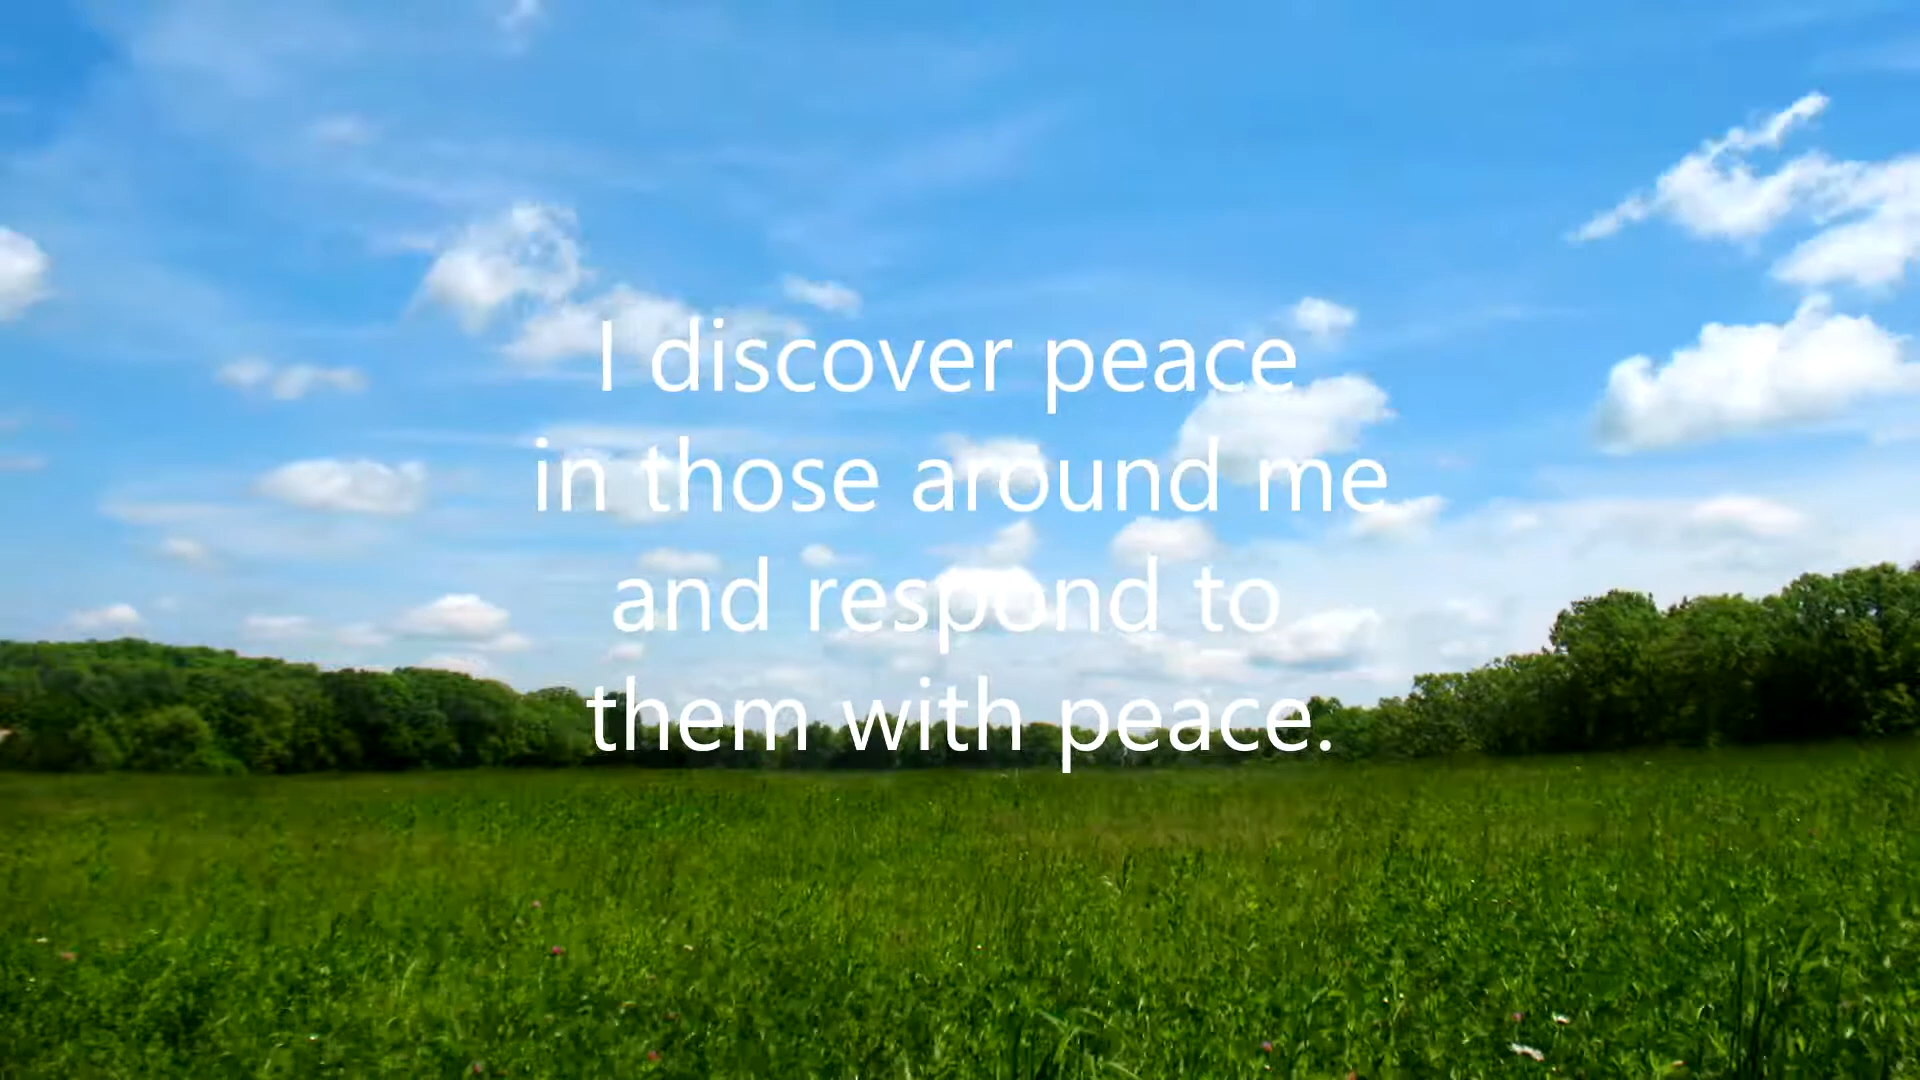 I discover peace
in those around me
and respond to
them with peace.